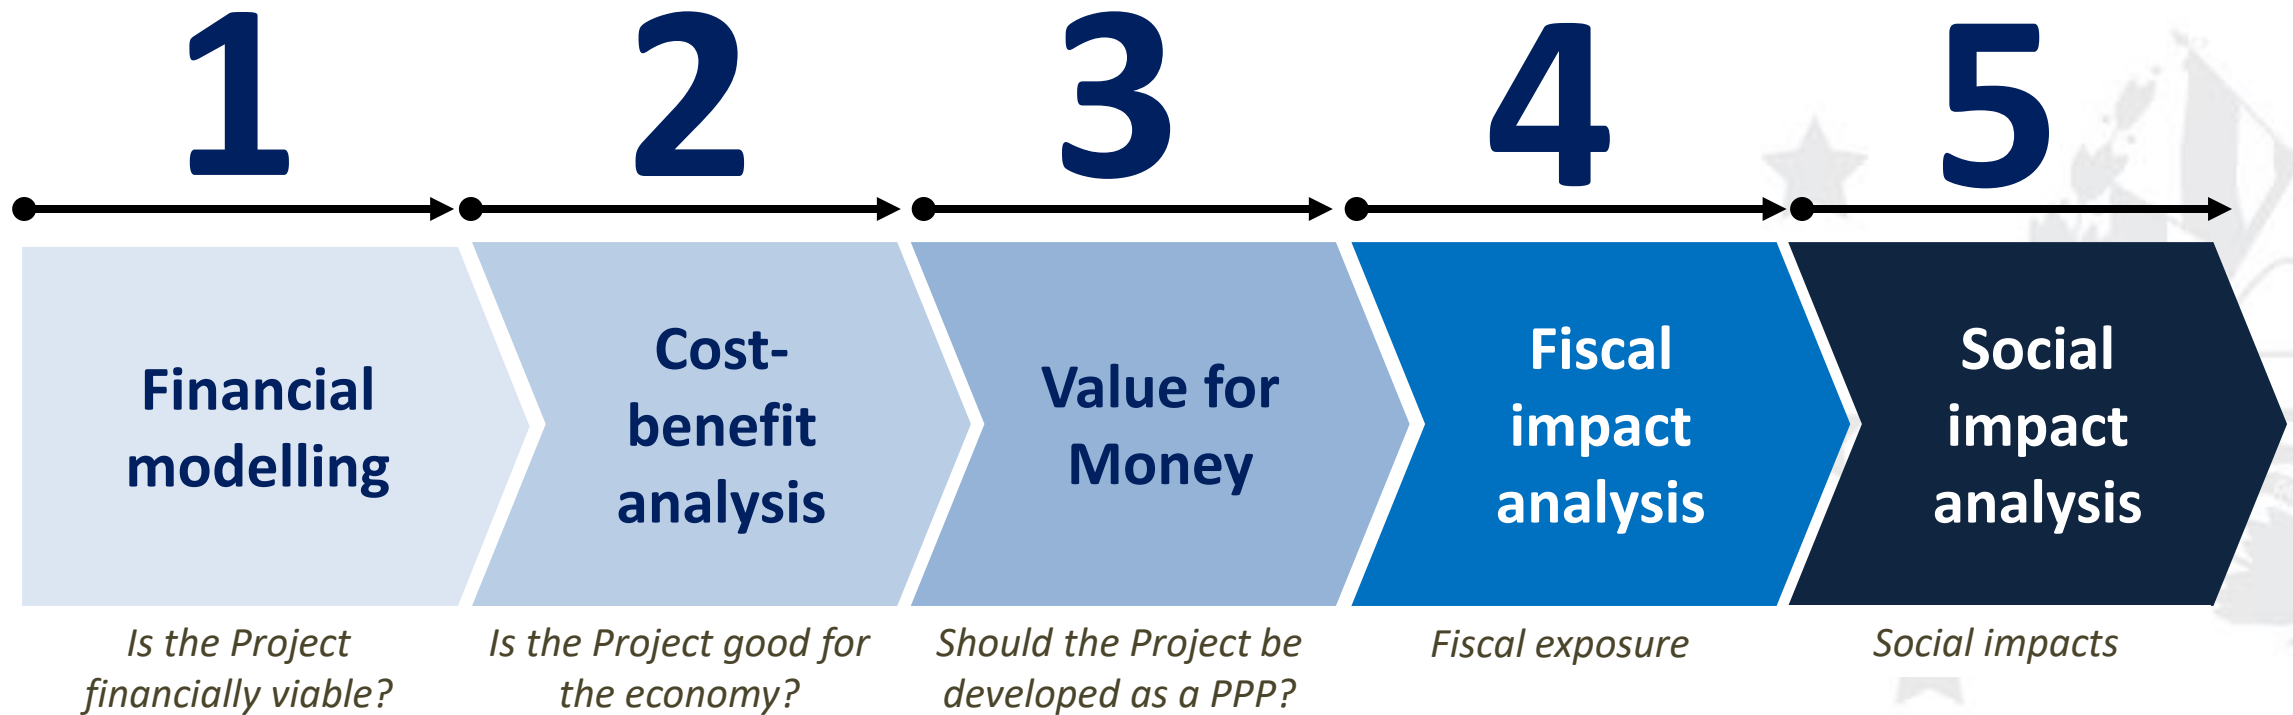 1
2
3
4
5
Financial
modelling
Cost-
benefit
analysis
Value for
Money
Fiscal
impact
analysis
Social
impact
analysis
Is the Project
financially viable?
Is the Project good for
the economy?
Should the Project be
developed as a PPP?
Fiscal exposure
Social impacts